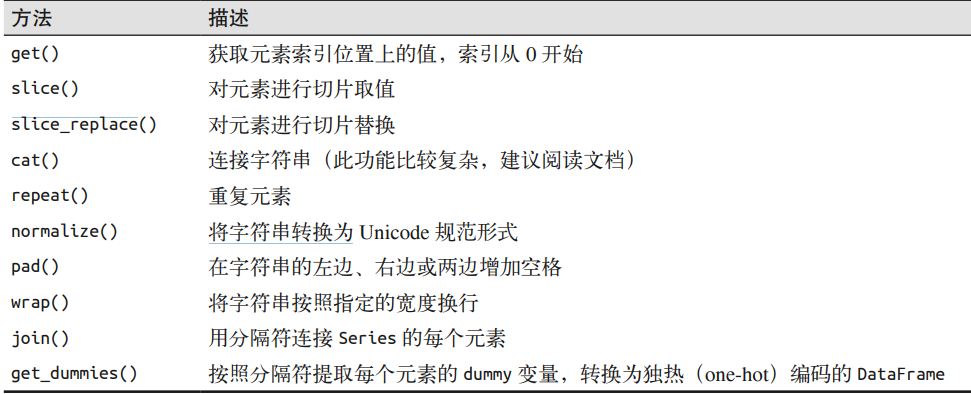 方法 描述
get() 获取元素索引位置上的值，索引从 0 开始
slice() 对元素进行切片取值
slice_replace() 对元素进行切片替换
cat() 连接字符串（此功能比较复杂，建议阅读文档）
repeat() 重复元素
normalize() 将字符串转换为 Unicode 规范形式
pad() 在字符串的左边、右边或两边增加空格
wrap() 将字符串按照指定的宽度换行
join() 用分隔符连接 Series 的每个元素
get_dummies() 按照分隔符提取每个元素的 dummy 变量，转换为独热（one-hot）编码的 DataFrame